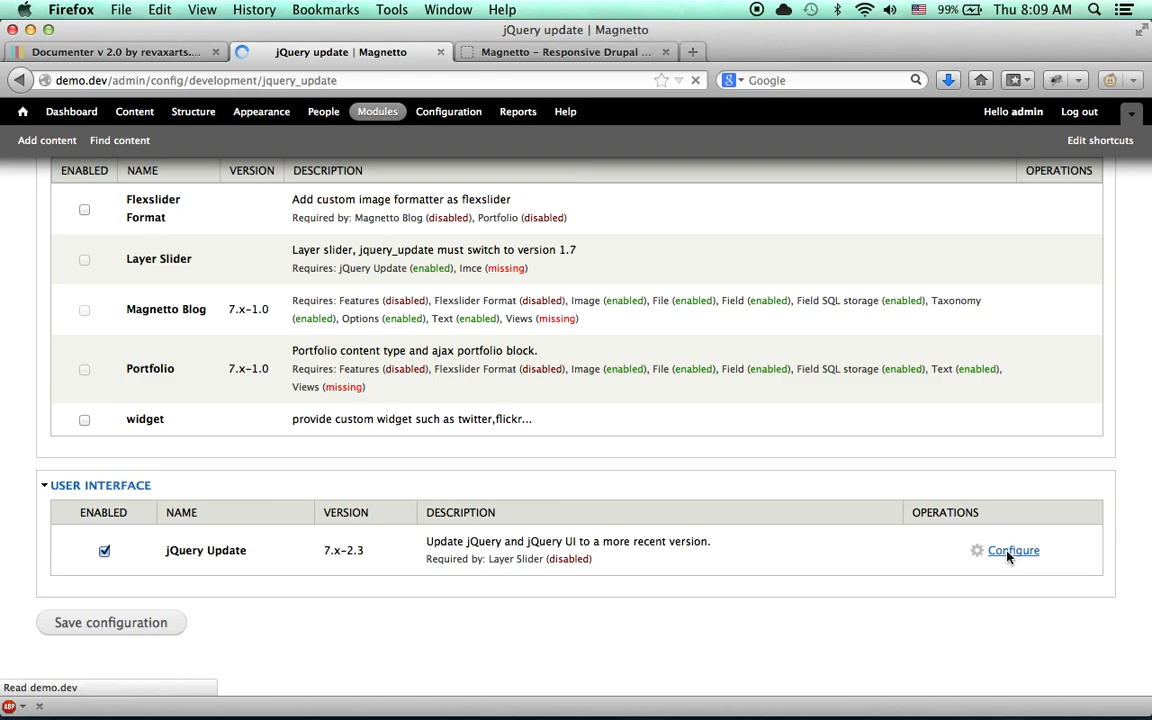 Firefox File Edit View History Bookmarks Tools Window Help 99% Thu 8:09 AM
jQuery update | Magnetto
Documenter v 2.0 by revaxarts.... jQuery update | Magnetto Magnetto – Responsive Drupal ...
demo.dev/admin/config/development/jquery_update Google
Dashboard Content Structure Appearance People Modules Configuration Reports Help Hello admin Log out
Add content Find content Edit shortcuts
ENABLED NAME VERSION DESCRIPTION OPERATIONS
Flexslider Format Add custom image formatter as flexslider
Required by: Magnetto Blog (disabled), Portfolio (disabled)
Layer Slider Layer slider, jquery_update must switch to version 1.7
Requires: jQuery Update (enabled), Imce (missing)
Magnetto Blog 7.x-1.0 Requires: Features (disabled), Flexslider Format (disabled), Image (enabled), File (enabled), Field (enabled), Field SQL storage (enabled), Taxonomy
(enabled), Options (enabled), Text (enabled), Views (missing)
Portfolio 7.x-1.0 Portfolio content type and ajax portfolio block.
Requires: Features (disabled), Flexslider Format (disabled), Image (enabled), File (enabled), Field (enabled), Field SQL storage (enabled), Text (enabled),
Views (missing)
widget provide custom widget such as twitter,flickr...
USER INTERFACE
ENABLED NAME VERSION DESCRIPTION OPERATIONS
jQuery Update 7.x-2.3 Update jQuery and jQuery UI to a more recent version. Configure
Required by: Layer Slider (disabled)
Save configuration
Read demo.dev
ABP